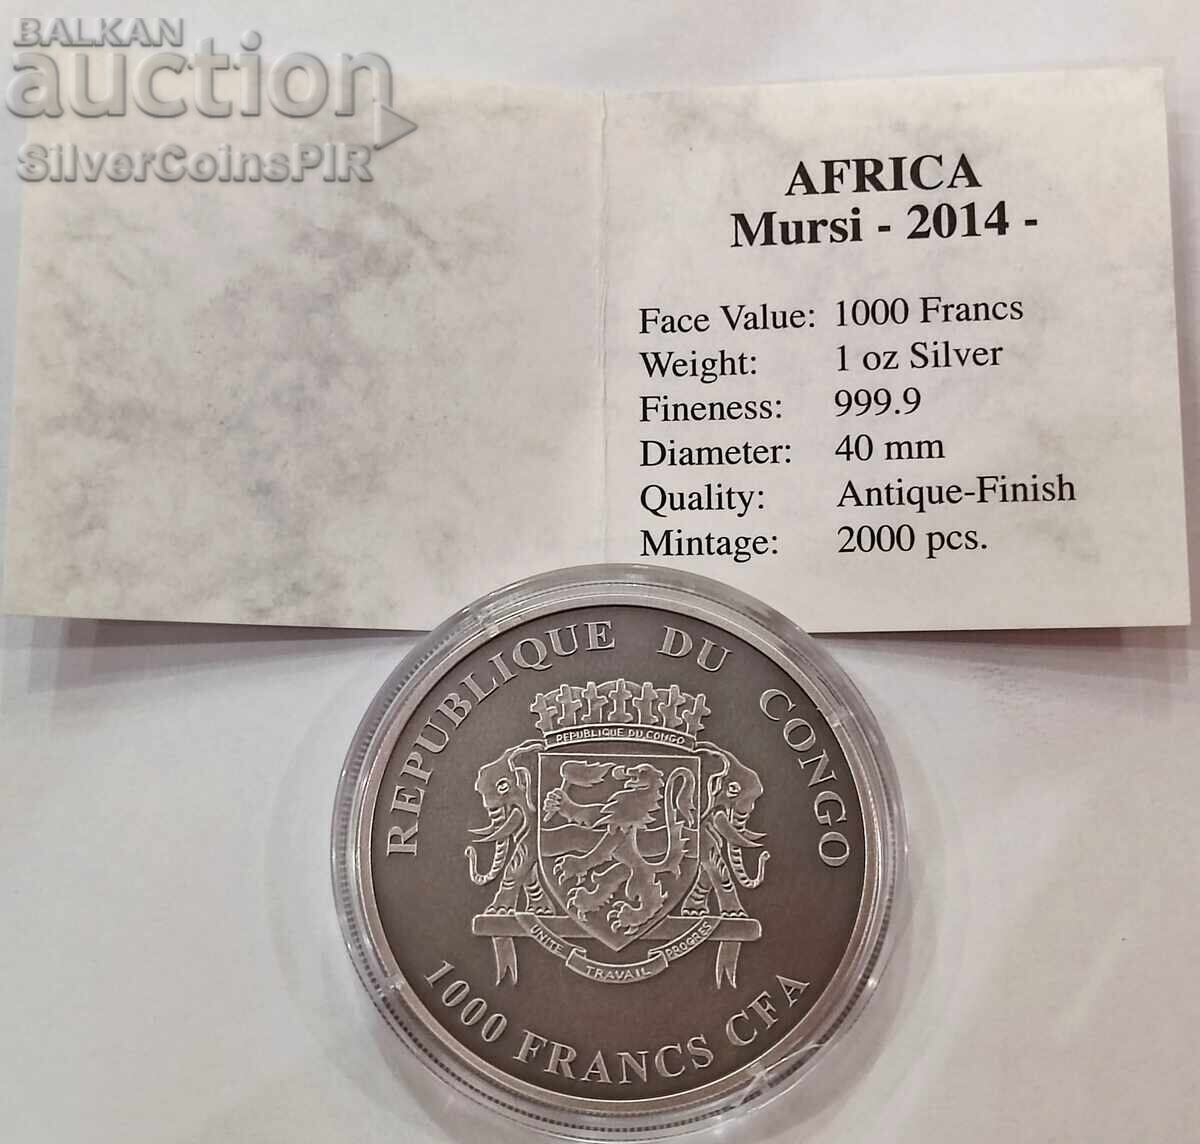 BALKAN
auction
SilverCoinsPIR
AFRICA
Mursi - 2014 -
Face Value: 1000 Francs
Weight: 1 oz Silver
Fineness: 999.9
Diameter: 40 mm
Quality: Antique-Finish
Mintage: 2000 pcs.
REPUBLIQUE DU CONGO
REPUBLIQUE DU CONGO
UNITE TRAVAIL PROGRES
1000 FRANCS CFA